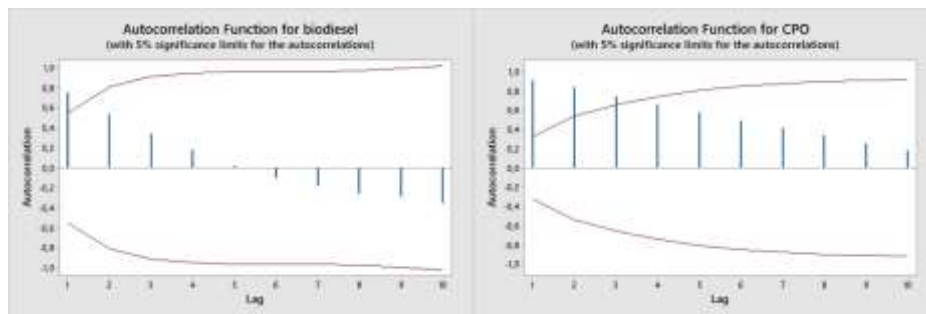 Autocorrelation Function for biodiesel
(with 5% significance limits for the autocorrelations)
1,0
0,8
0,6
0,4
0,2
0,0
-0,2
-0,4
-0,6
-0,8
-1,0
Autocorrelation
1 2 3 4 5 6 7 8 9 10
Lag
Autocorrelation Function for CPO
(with 5% significance limits for the autocorrelations)
1,0
0,8
0,6
0,4
0,2
0,0
-0,2
-0,4
-0,6
-0,8
-1,0
Autocorrelation
1 2 3 4 5 6 7 8 9 10
Lag